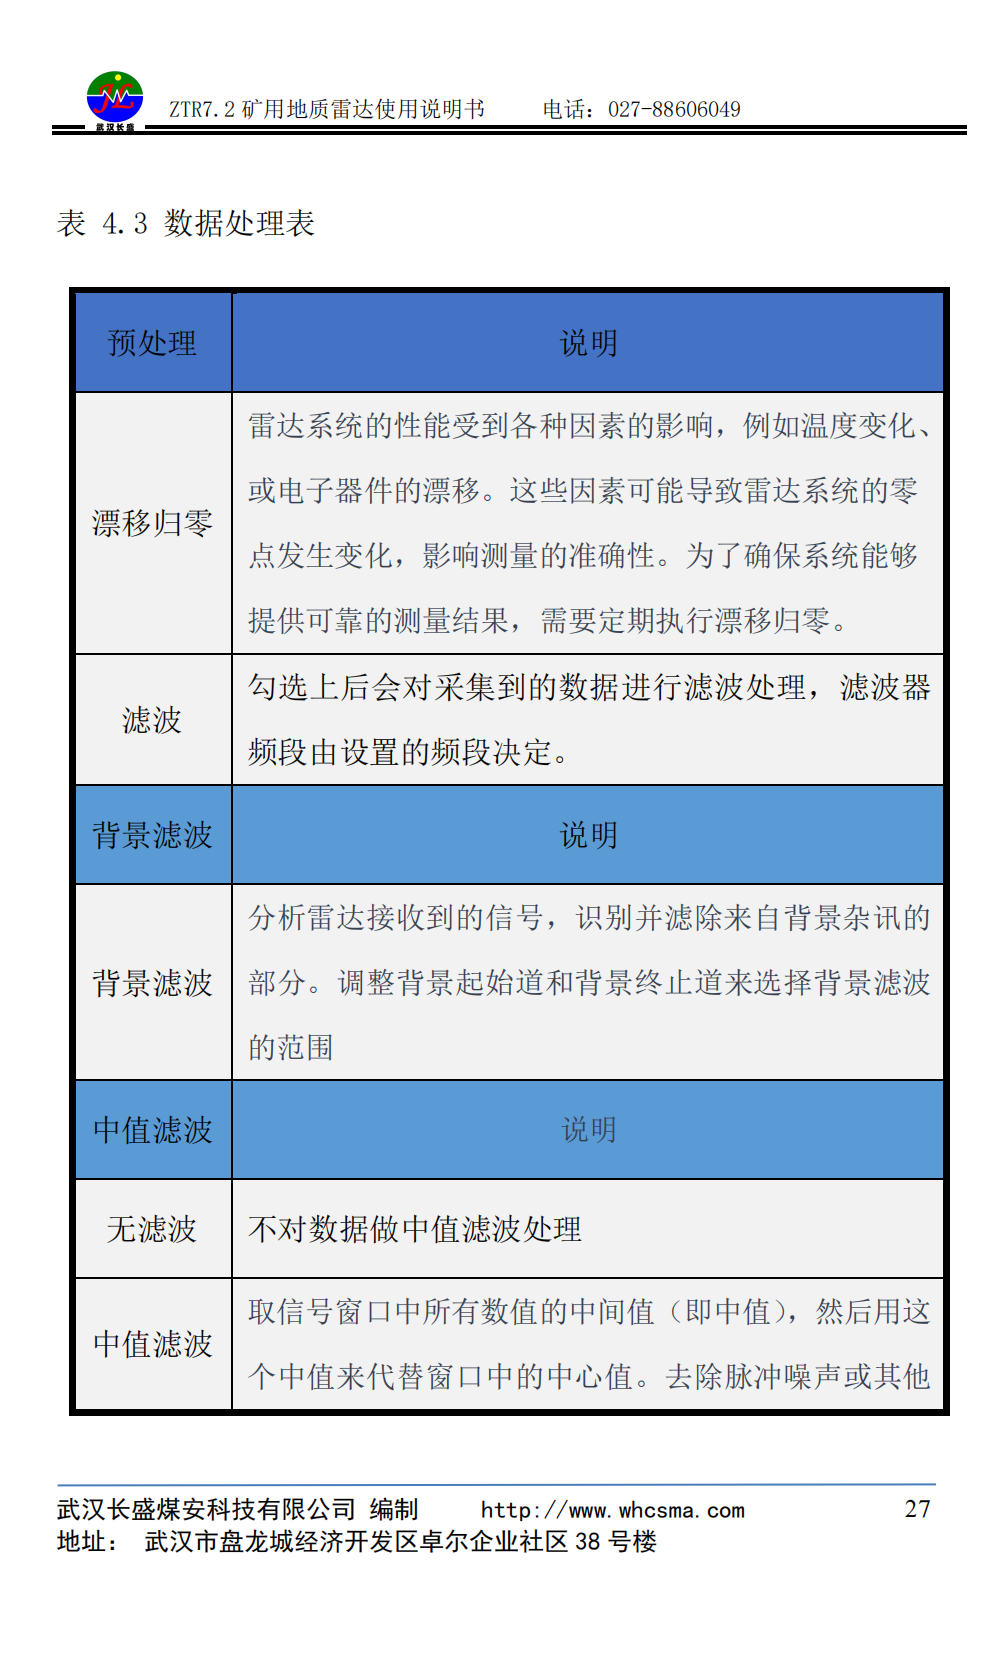 武汉长盛
ZTR7.2 矿用地质雷达使用说明书 电话：027-88606049
表 4.3 数据处理表
预处理 说明
漂移归零
雷达系统的性能受到各种因素的影响，例如温度变化、
或电子器件的漂移。这些因素可能导致雷达系统的零
点发生变化，影响测量的准确性。为了确保系统能够
提供可靠的测量结果，需要定期执行漂移归零。
滤波
勾选上后会对采集到的数据进行滤波处理，滤波器
频段由设置的频段决定。
背景滤波 说明
背景滤波
分析雷达接收到的信号，识别并滤除来自背景杂讯的
部分。调整背景起始道和背景终止道来选择背景滤波
的范围
中值滤波 说明
无滤波 不对数据做中值滤波处理
中值滤波
取信号窗口中所有数值的中间值（即中值），然后用这
个中值来代替窗口中的中心值。去除脉冲噪声或其他
武汉长盛煤安科技有限公司 编制 http://www.whcsma.com 27
地址： 武汉市盘龙城经济开发区卓尔企业社区 38 号楼